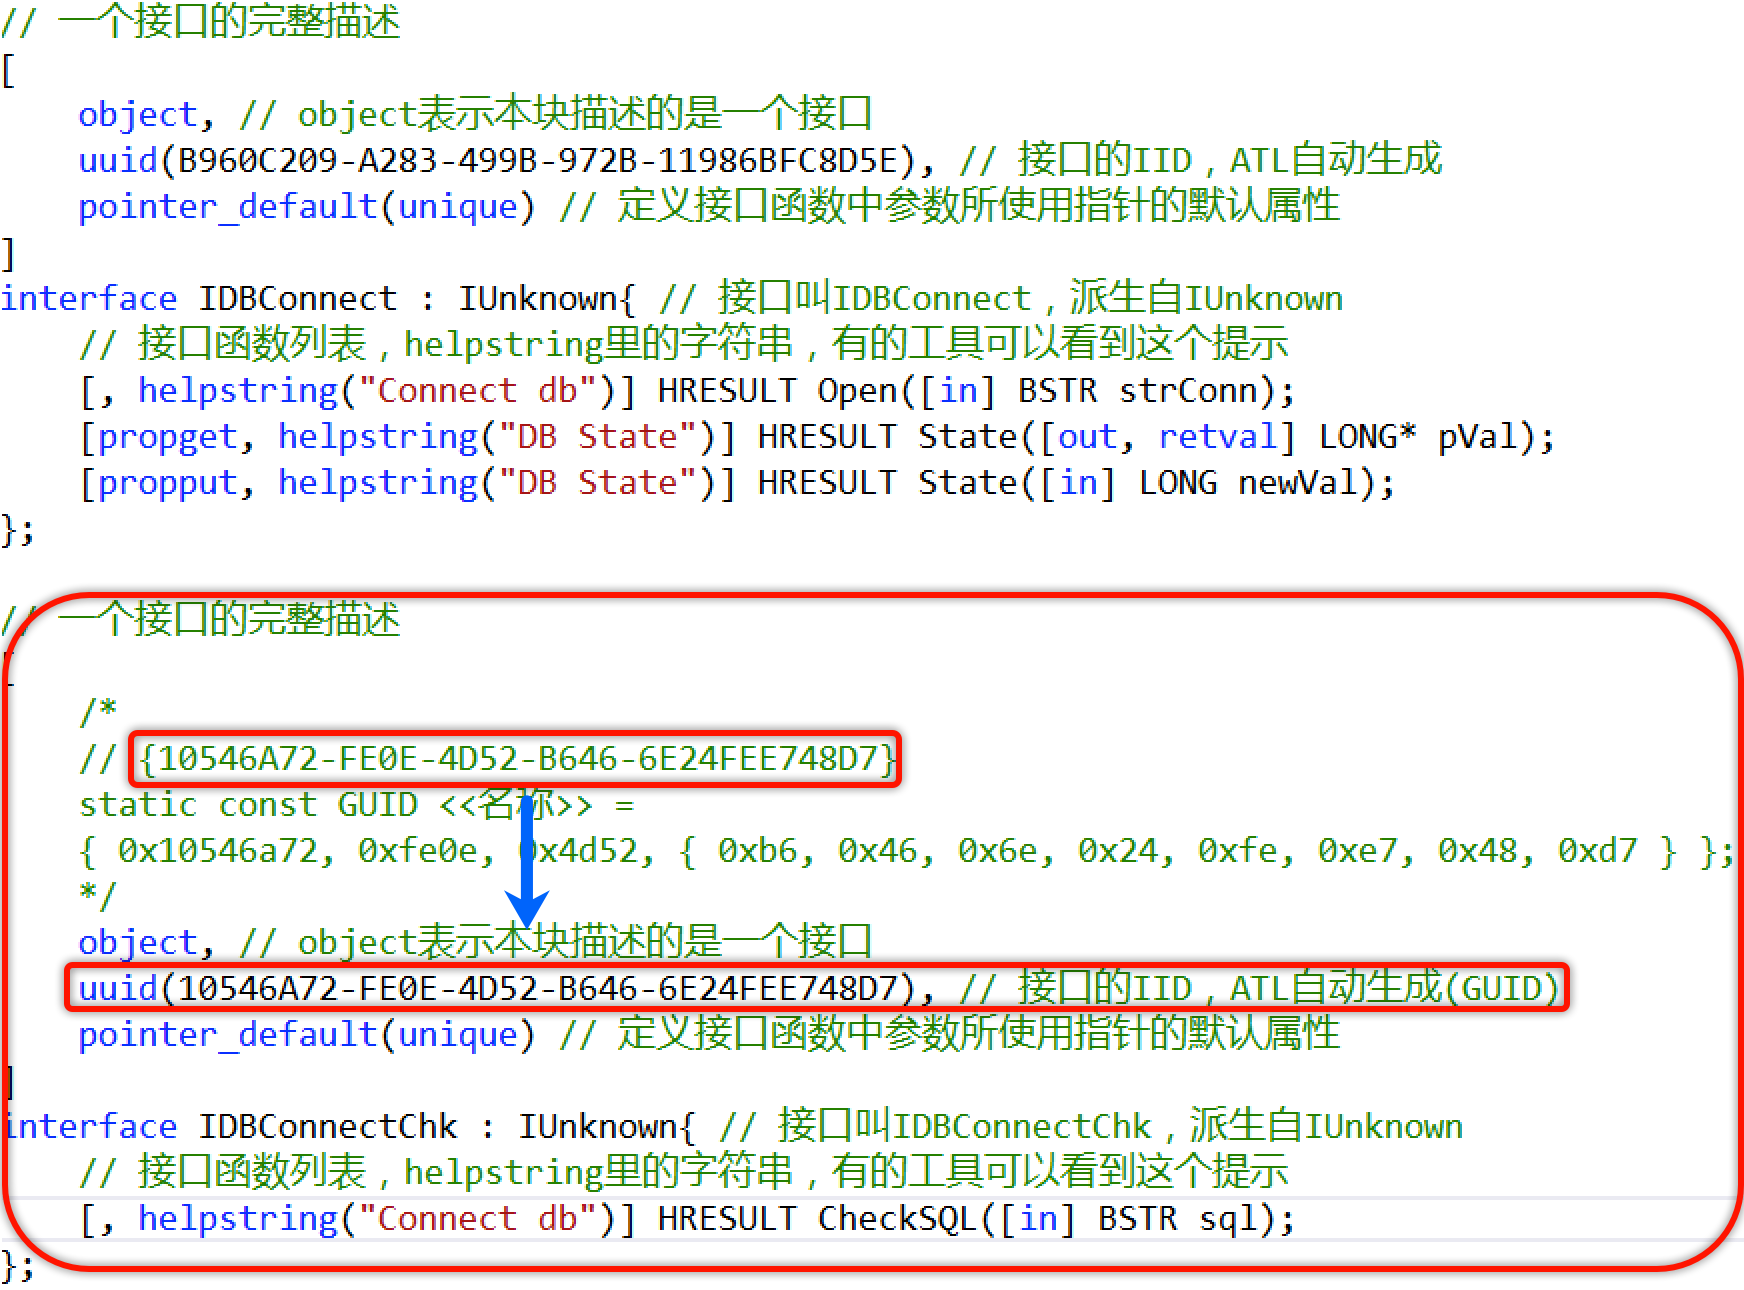 // 一个接口的完整描述
[
object, // object表示本块描述的是一个接口
uuid(B960C209-A283-499B-972B-11986BFC8D5E), // 接口的IID，ATL自动生成
pointer_default(unique) // 定义接口函数中参数所使用指针的默认属性
]
interface IDBConnect : IUnknown{ // 接口叫IDBConnect，派生自IUnknown
// 接口函数列表，helpstring里的字符串，有的工具可以看到这个提示
[, helpstring("Connect db")] HRESULT Open([in] BSTR strConn);
[propget, helpstring("DB State")] HRESULT State([out, retval] LONG* pVal);
[propput, helpstring("DB State")] HRESULT State([in] LONG newVal);
};
// 一个接口的完整描述
[
/*
// {10546A72-FE0E-4D52-B646-6E24FEE748D7}
static const GUID <<名称>> =
{ 0x10546a72, 0xfe0e, 0x4d52, { 0xb6, 0x46, 0x6e, 0x24, 0xfe, 0xe7, 0x48, 0xd7 } };
*/
object, // object表示本块描述的是一个接口
uuid(10546A72-FE0E-4D52-B646-6E24FEE748D7), // 接口的IID，ATL自动生成(GUID)
pointer_default(unique) // 定义接口函数中参数所使用指针的默认属性
]
interface IDBConnectChk : IUnknown{ // 接口叫IDBConnectChk，派生自IUnknown
// 接口函数列表，helpstring里的字符串，有的工具可以看到这个提示
[, helpstring("Connect db")] HRESULT CheckSQL([in] BSTR sql);
};